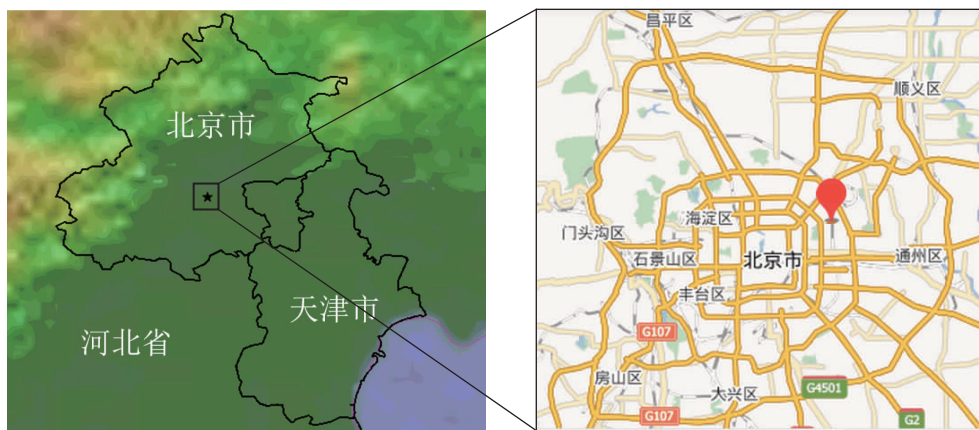 北京市
天津市
河北省
昌平区
顺义区
海淀区
门头沟区
石景山区
北京市
通州区
丰台区
G107
房山区
大兴区
G4501
G107
G2